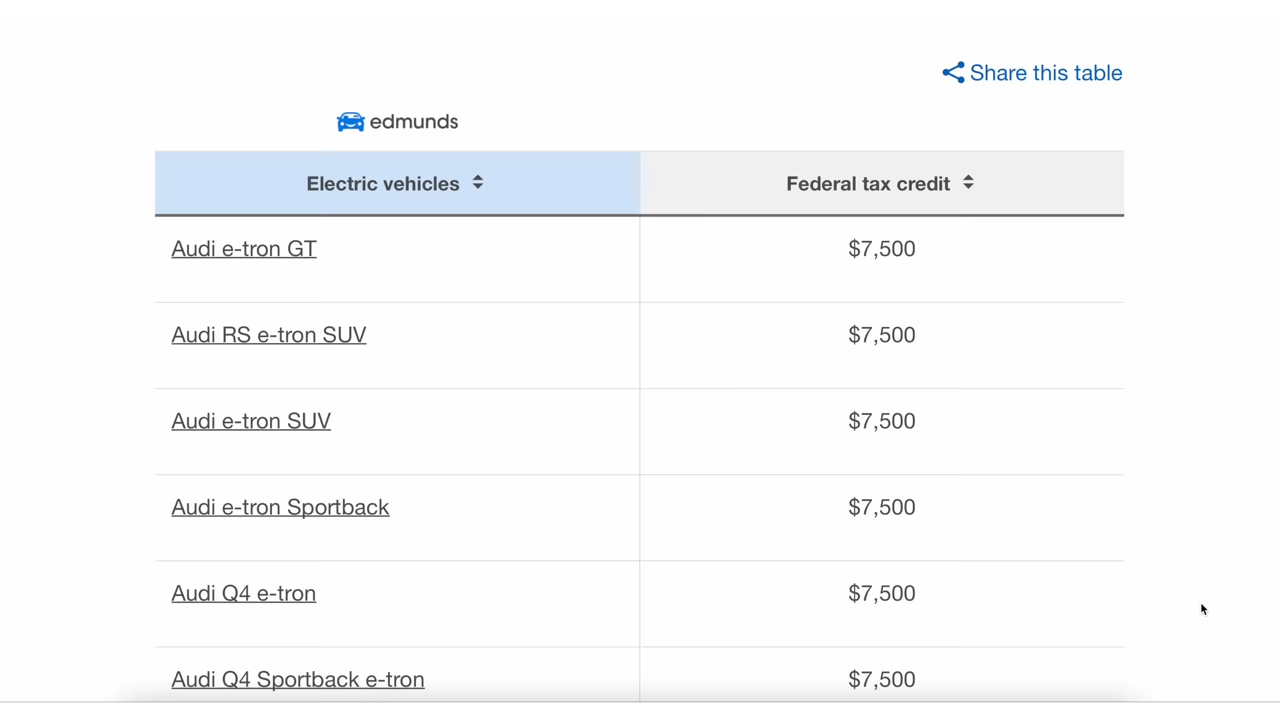 Share this table
edmunds
Electric vehicles Federal tax credit
Audi e-tron GT $7,500
Audi RS e-tron SUV $7,500
Audi e-tron SUV $7,500
Audi e-tron Sportback $7,500
Audi Q4 e-tron $7,500
Audi Q4 Sportback e-tron $7,500